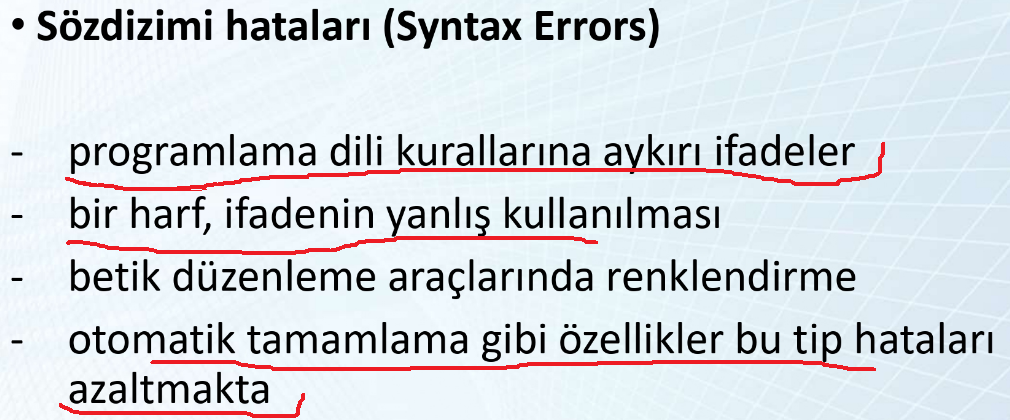 • Sözdizimi hataları (Syntax Errors)
- programlama dili kurallarına aykırı ifadeler
- bir harf, ifadenin yanlış kullanılması
- betik düzenleme araçlarında renklendirme
- otomatik tamamlama gibi özellikler bu tip hataları
azaltmakta